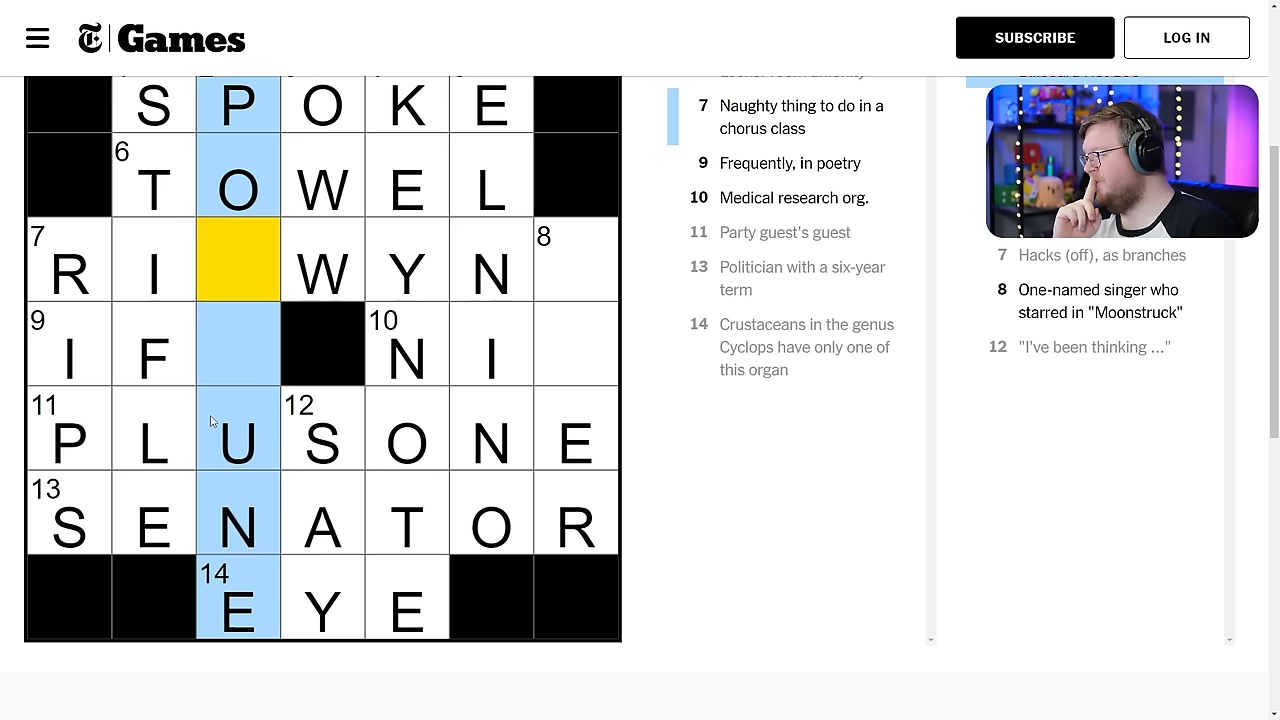 T Games
SUBSCRIBE
LOG IN
S P O K E
6
T O W E L
7 8
R I W Y N
9 10
I F N I
11 12
P L U S O N E
13
S E N A T O R
14
E Y E
7 Naughty thing to do in a
chorus class
9 Frequently, in poetry
10 Medical research org.
11 Party guest's guest
13 Politician with a six-year
term
14 Crustaceans in the genus
Cyclops have only one of
this organ
7 Hacks (off), as branches
8 One-named singer who
starred in "Moonstruck"
12 "I've been thinking ..."